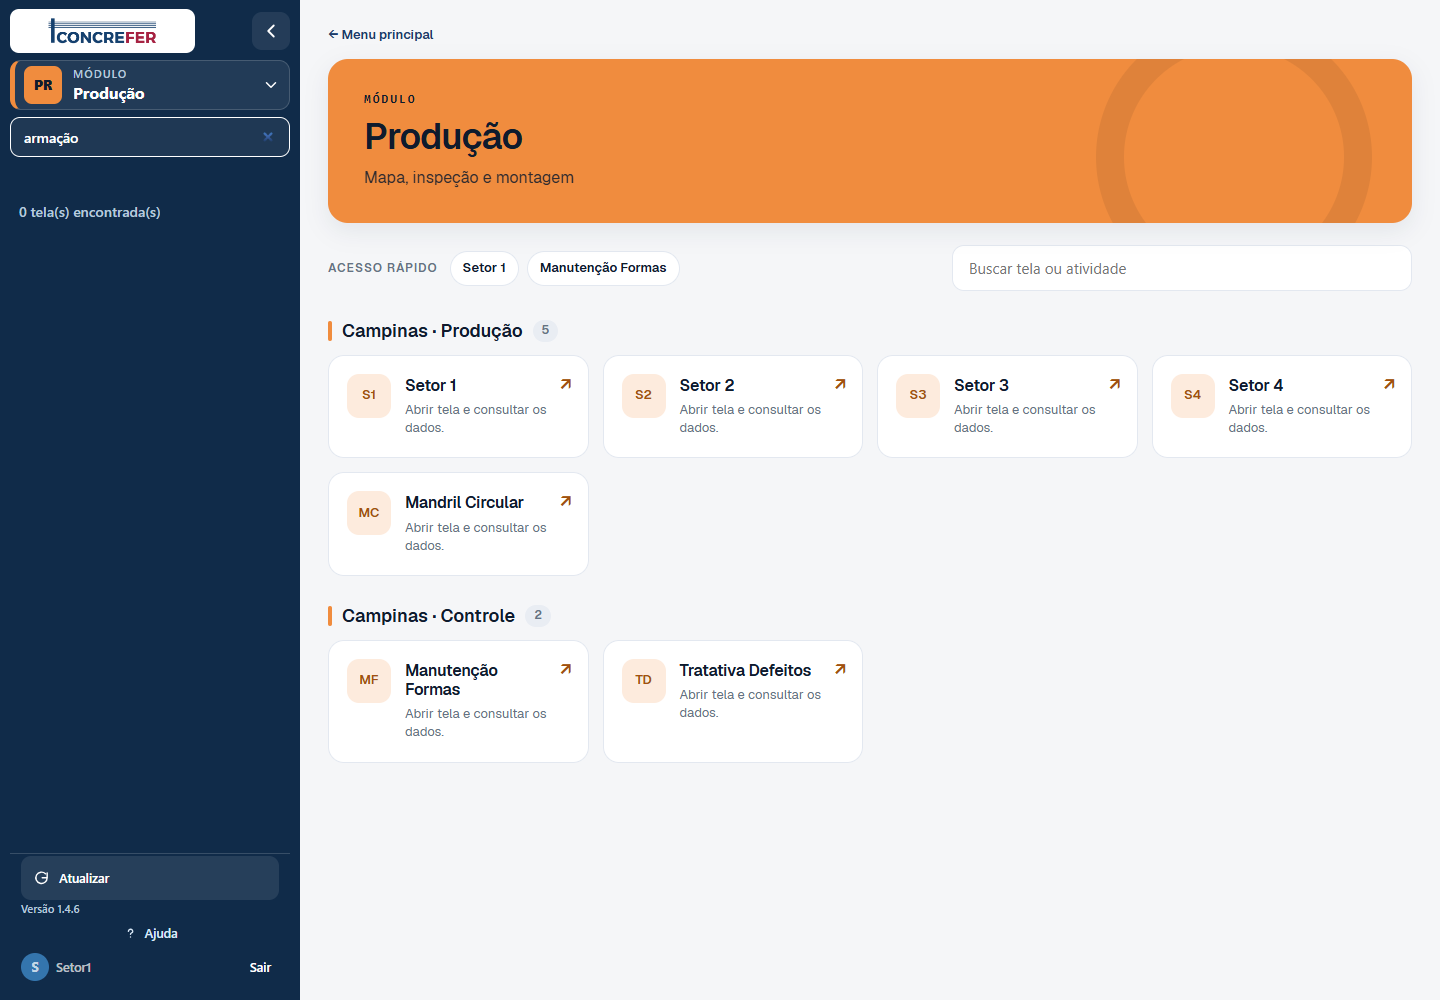 CONCREFER
PR
MÓDULO
Produção
armação
0 tela(s) encontrada(s)
Atualizar
Versão 1.4.6
? Ajuda
S Setor1
Sair
← Menu principal
MÓDULO
Produção
Mapa, inspeção e montagem
ACESSO RÁPIDO
Setor 1
Manutenção Formas
Buscar tela ou atividade
Campinas · Produção 5
S1
Setor 1
Abrir tela e consultar os
dados.
S2
Setor 2
Abrir tela e consultar os
dados.
S3
Setor 3
Abrir tela e consultar os
dados.
S4
Setor 4
Abrir tela e consultar os
dados.
MC
Mandril Circular
Abrir tela e consultar os
dados.
Campinas · Controle 2
MF
Manutenção
Formas
Abrir tela e consultar os
dados.
TD
Tratativa Defeitos
Abrir tela e consultar os
dados.